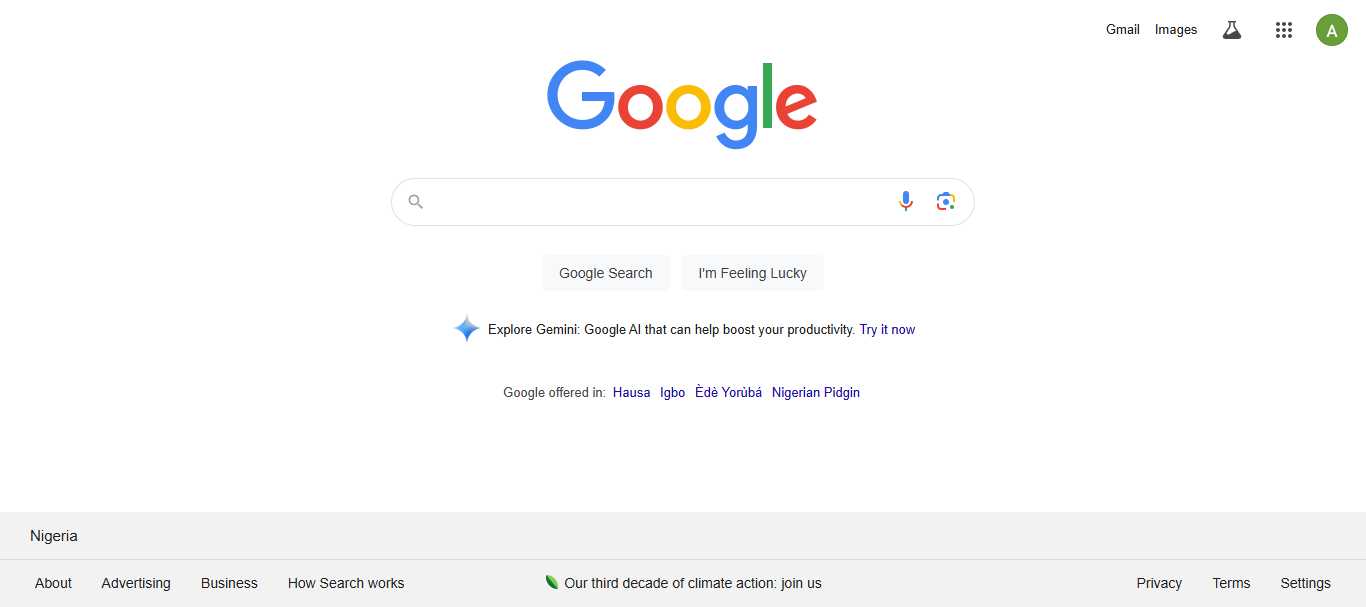 Gmail Images
A
Google
Google Search I'm Feeling Lucky
Explore Gemini: Google AI that can help boost your productivity. Try it now
Google offered in: Hausa Igbo Èdè Yorùbá Nigerian Pidgin
Nigeria
About Advertising Business How Search works Our third decade of climate action: join us Privacy Terms Settings